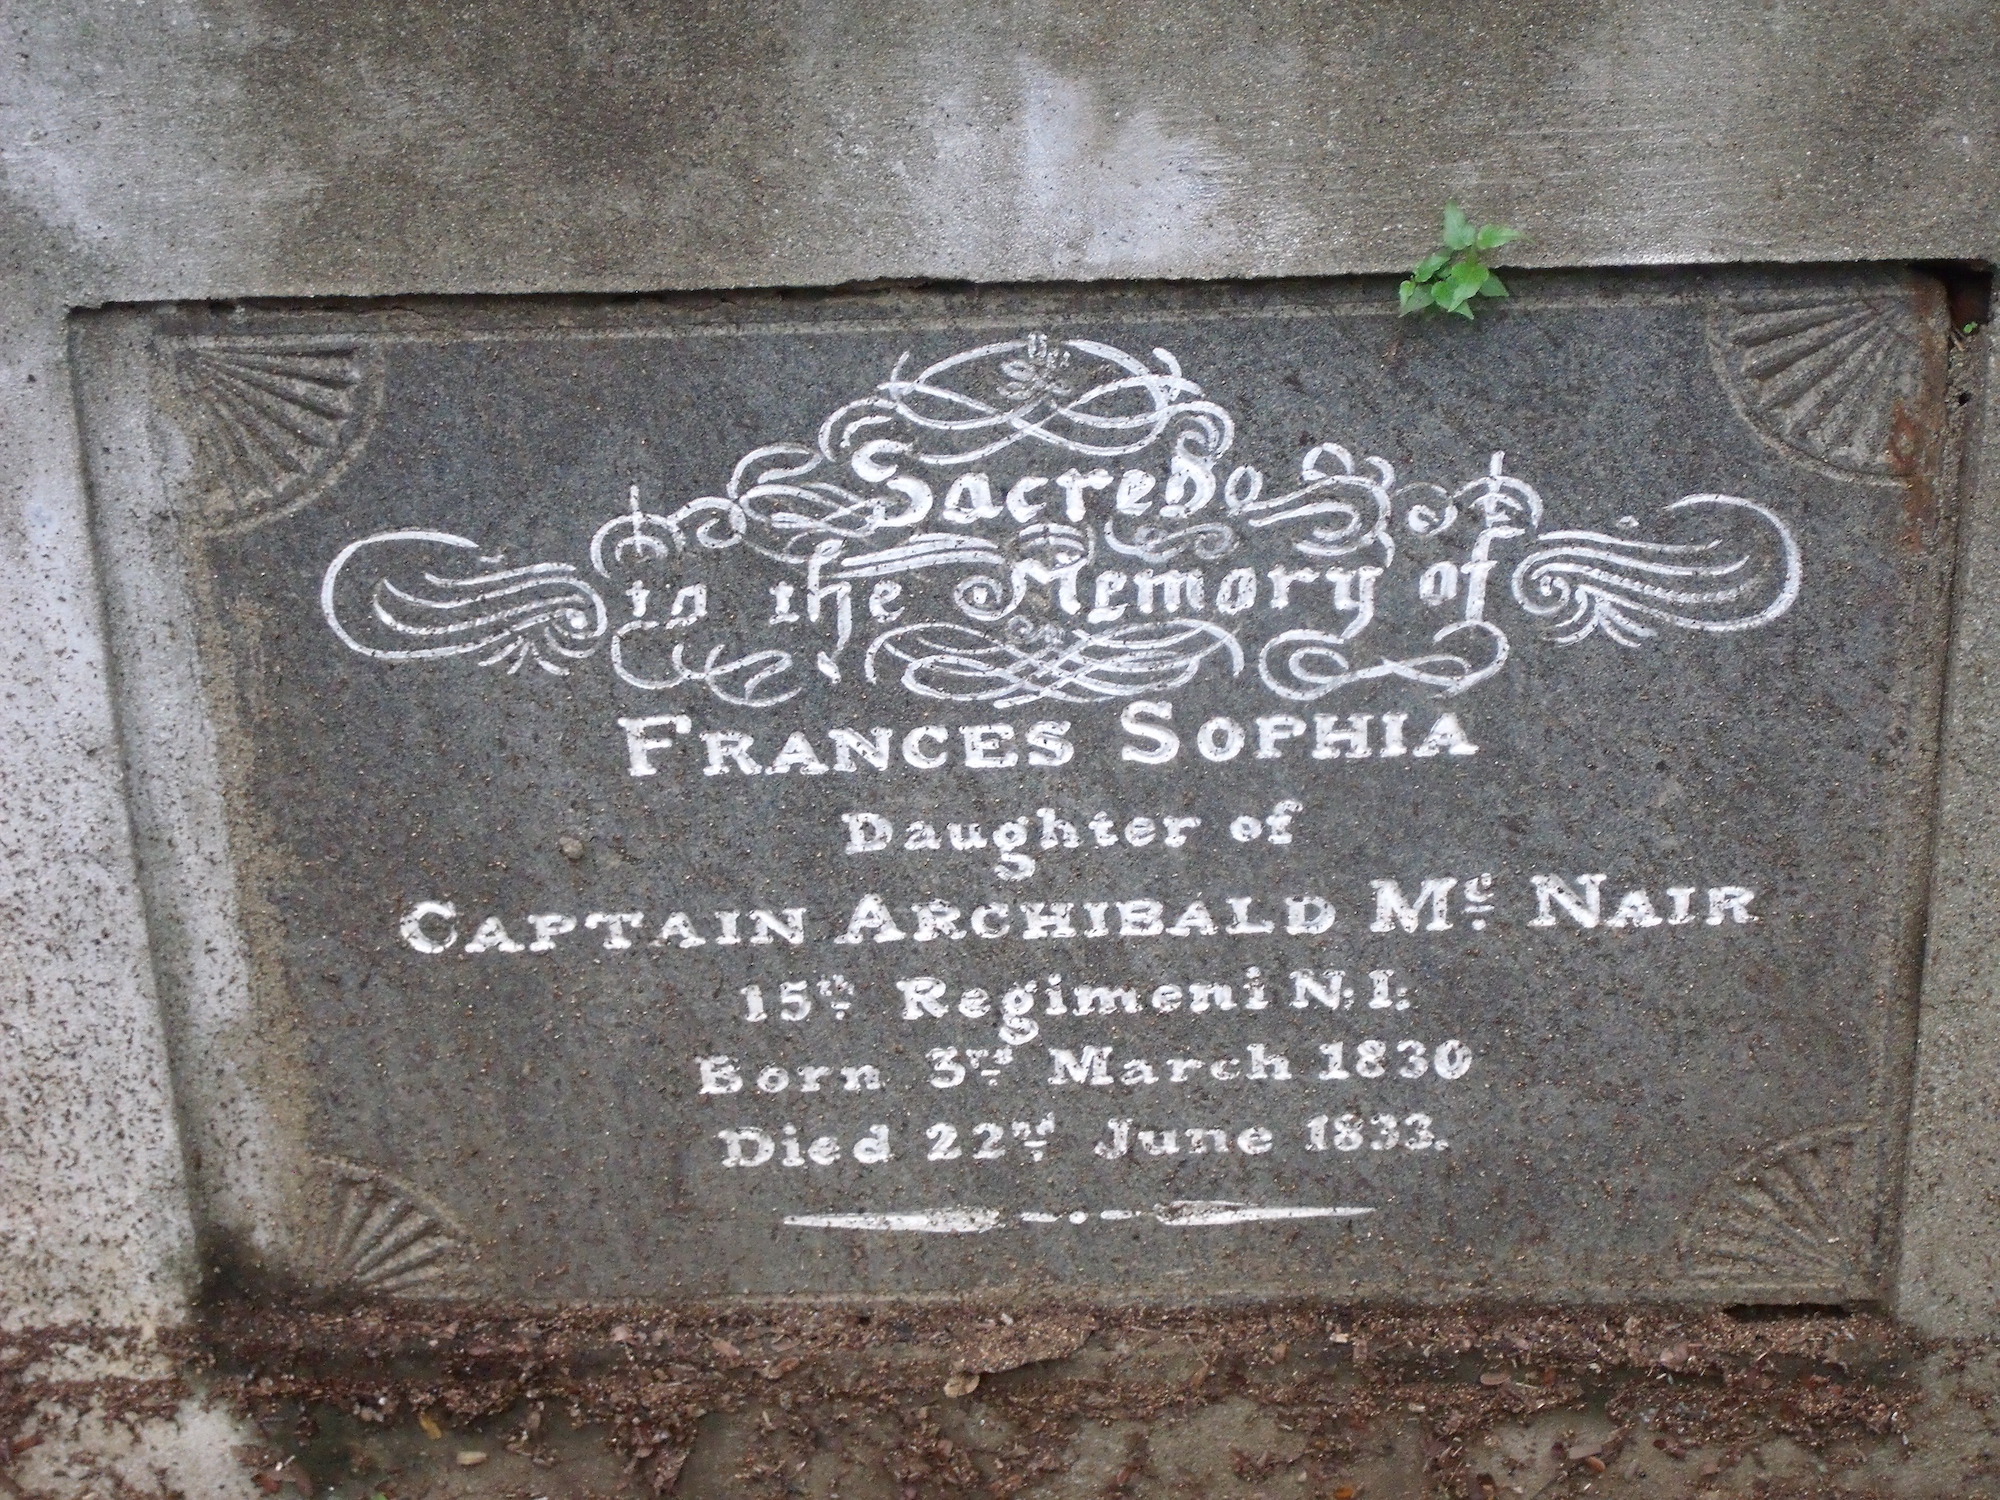 Sacred
to the Memory of
FRANCES SOPHIA
Daughter of
CAPTAIN ARCHIBALD Mc. NAIR
15th Regiment N: I:
Born 3rd March 1830
Died 22nd June 1833.